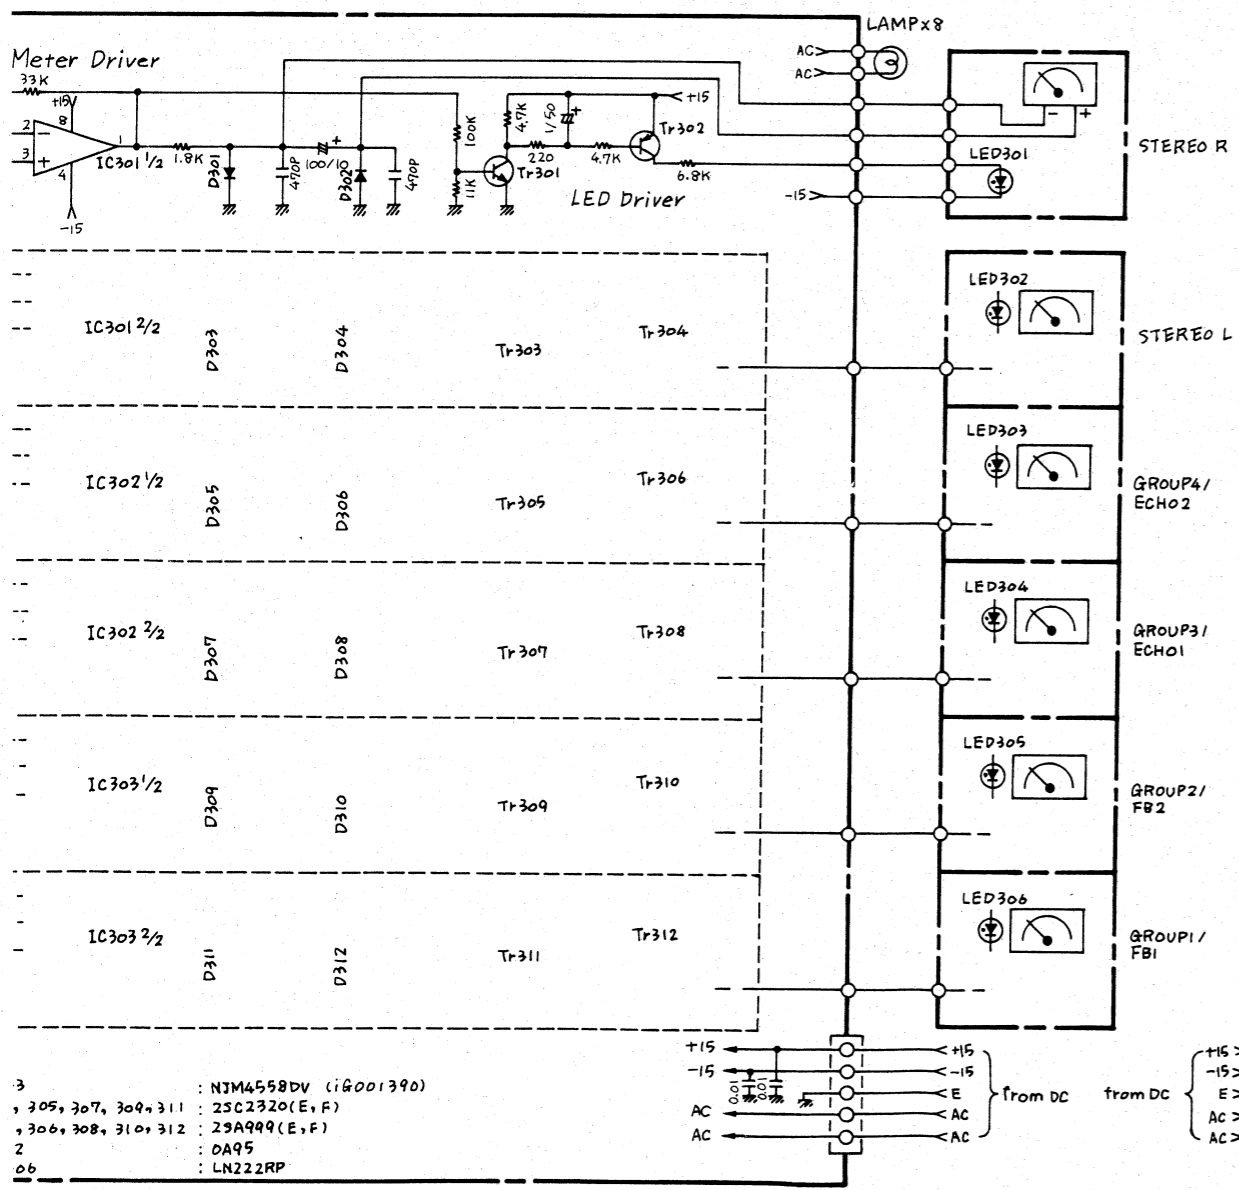 LAMP×8
Meter Driver
AC
AC
33K
+15
8
2
−
1
3
+
4
-15
IC301 1/2
1.8K
D301
470P
100/10
+
D302
470P
100K
11K
4.7K
1/50
+
+15
Tr302
220
4.7K
Tr301
6.8K
LED Driver
-15
− +
LED301
STEREO R
IC301 2/2
D303
D304
Tr303
Tr304
LED302
STEREO L
IC302 1/2
D305
D306
Tr305
Tr306
LED303
GROUP4/
ECHO2
IC302 2/2
D307
D308
Tr307
Tr308
LED304
GROUP3/
ECHO1
IC303 1/2
D309
D310
Tr309
Tr310
LED305
GROUP2/
FB2
IC303 2/2
D311
D312
Tr311
Tr312
LED306
GROUP1/
FB1
+15
-15
0.01
0.01
AC
AC
+15
-15
E
AC
AC
from DC
from DC
+15
-15
E
AC
AC
3 : NJM4558DV (iG001390)
, 305, 307, 309, 311 : 2SC2320(E,F)
, 306, 308, 310, 312 : 2SA999(E,F)
2 : OA95
06 : LN222RP